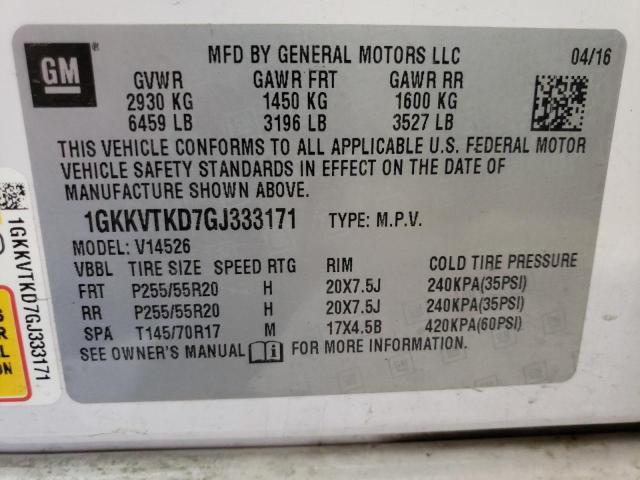 GM
MFD BY GENERAL MOTORS LLC 04/16
GVWR GAWR FRT GAWR RR
2930 KG 1450 KG 1600 KG
6459 LB 3196 LB 3527 LB
THIS VEHICLE CONFORMS TO ALL APPLICABLE U.S. FEDERAL MOTOR
VEHICLE SAFETY STANDARDS IN EFFECT ON THE DATE OF
MANUFACTURE SHOWN ABOVE.
1GKKVTKD7GJ333171 TYPE: M.P.V.
MODEL: V14526
VBBL TIRE SIZE SPEED RTG RIM COLD TIRE PRESSURE
FRT P255/55R20 H 20X7.5J 240KPA(35PSI)
RR P255/55R20 H 20X7.5J 240KPA(35PSI)
SPA T145/70R17 M 17X4.5B 420KPA(60PSI)
SEE OWNER'S MANUAL FOR MORE INFORMATION.
1GKKVTKD7GJ333171